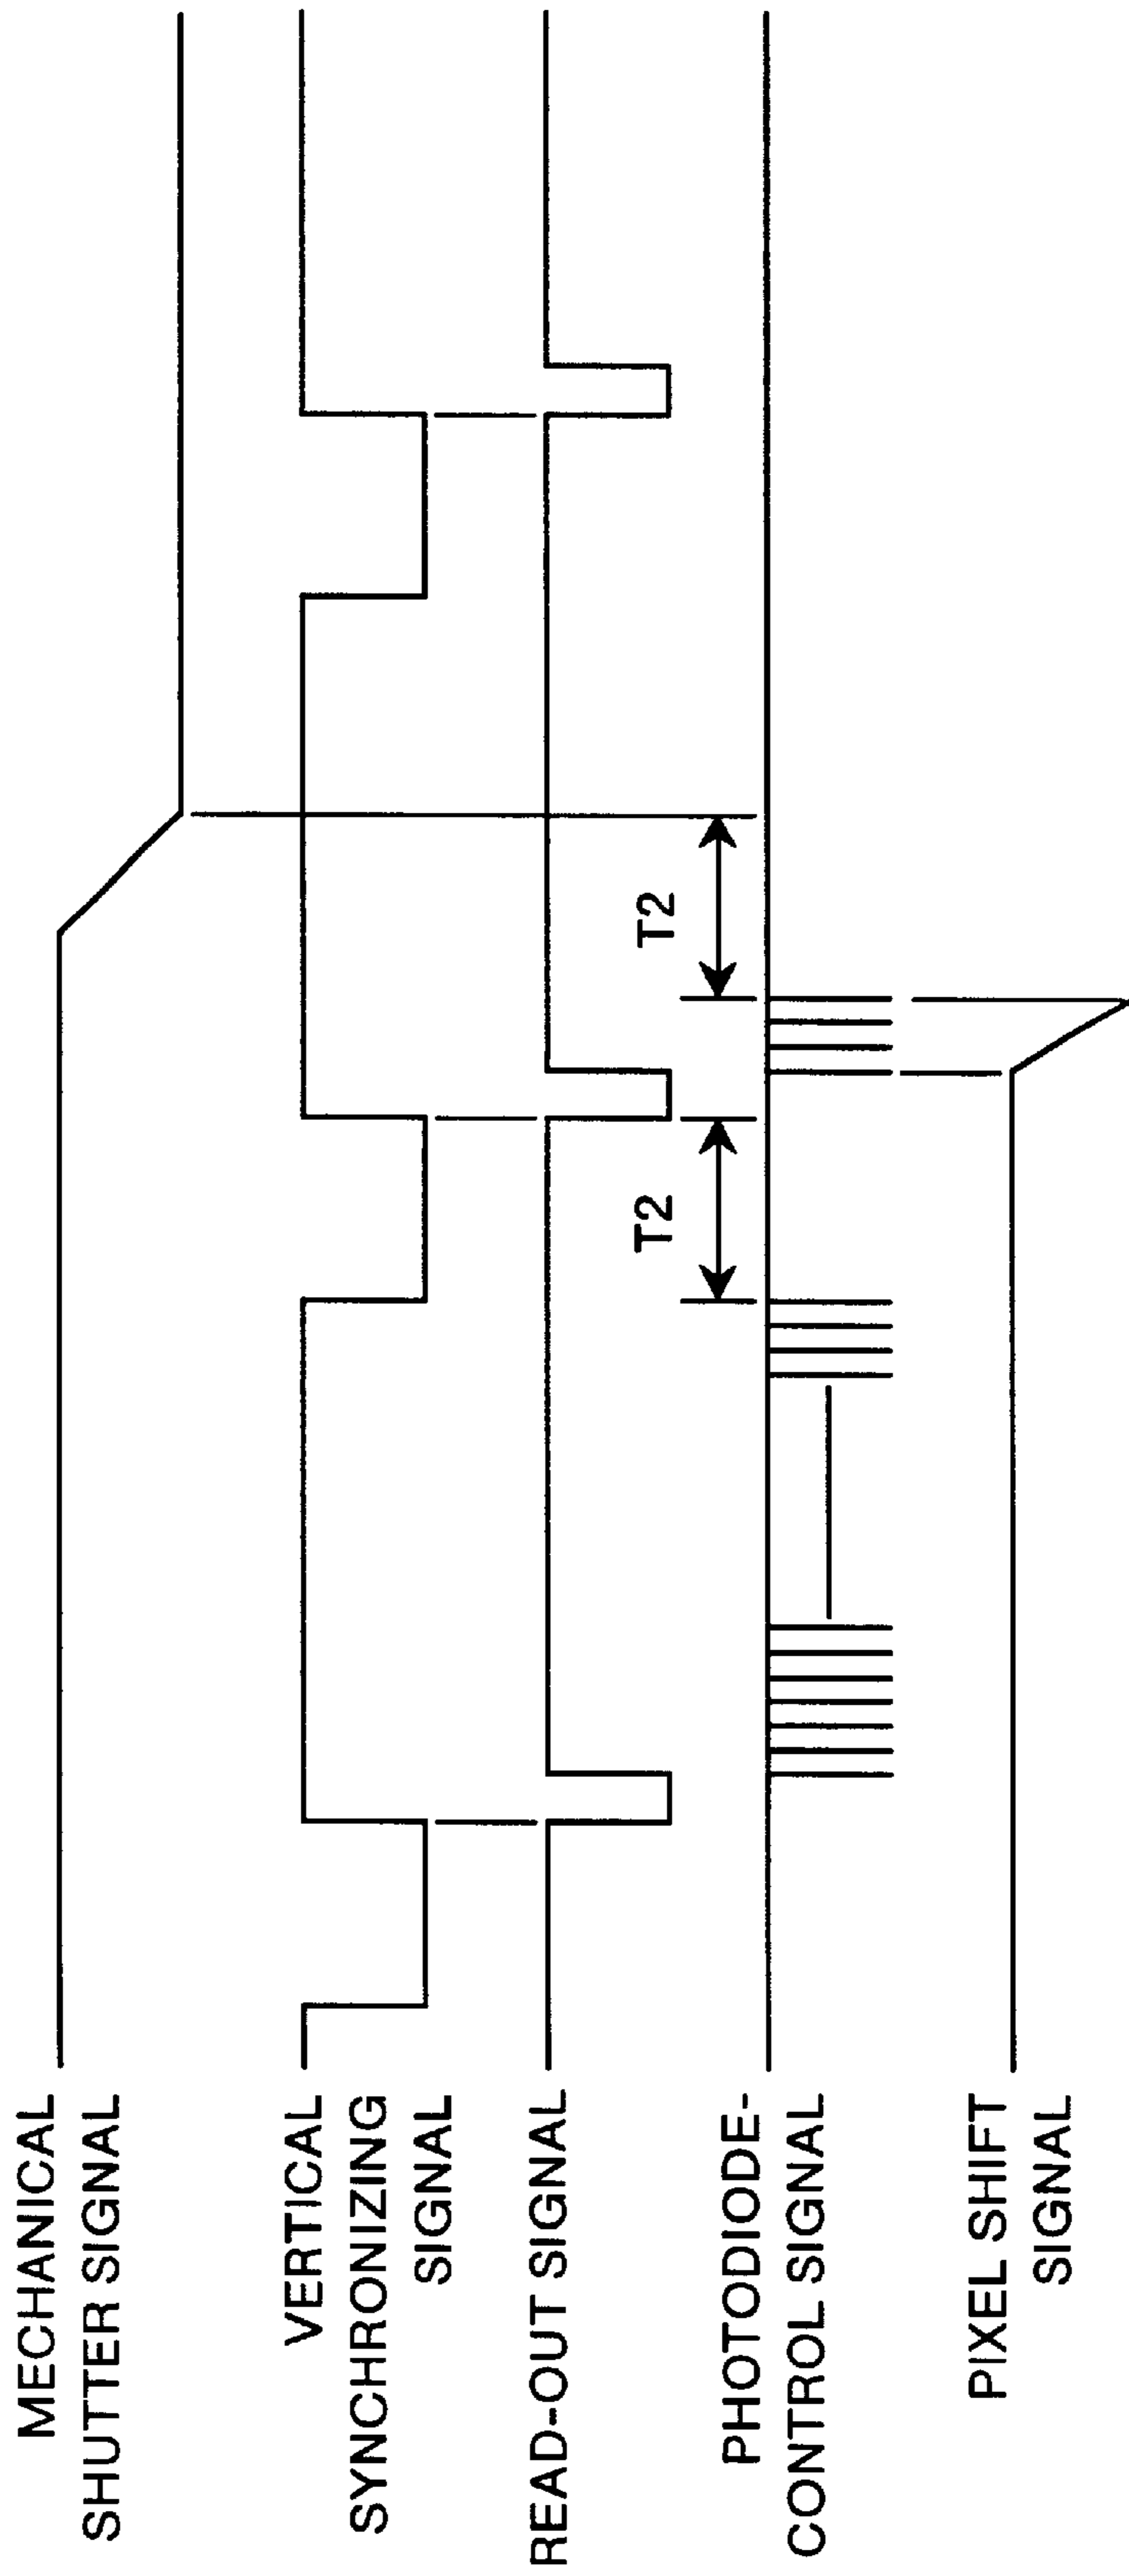 MECHANICAL
SHUTTER SIGNAL
VERTICAL
SYNCHRONIZING
SIGNAL
READ-OUT SIGNAL
T2
T2
PHOTODIODE-
CONTROL SIGNAL
PIXEL SHIFT
SIGNAL